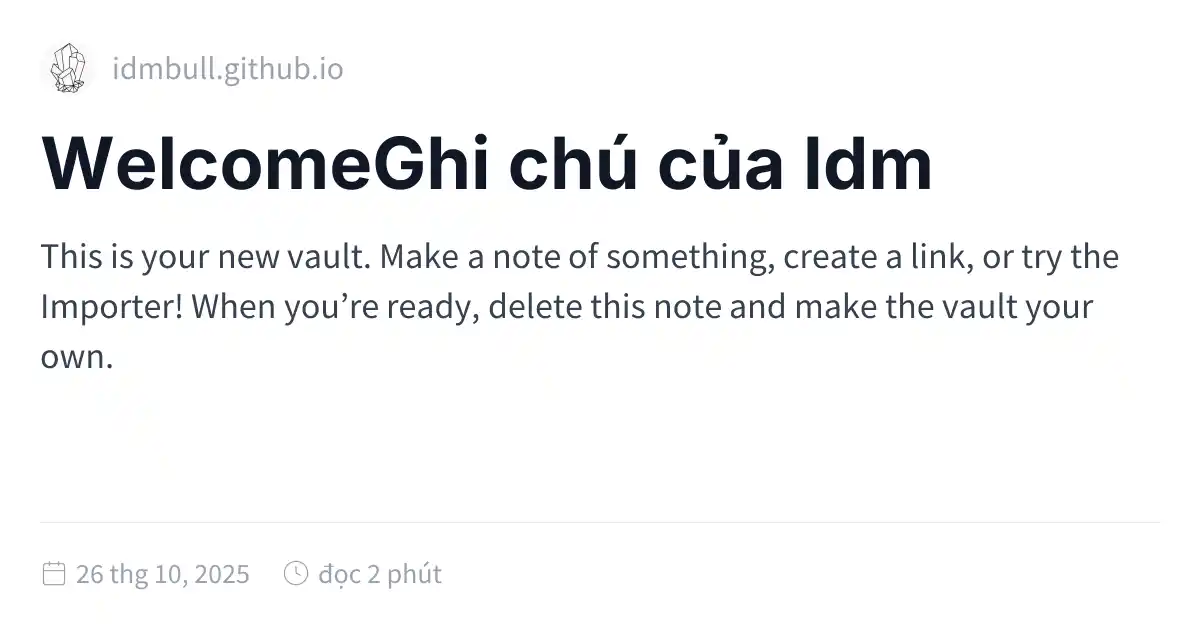 idmbull.github.io
WelcomeGhi chú của Idm
This is your new vault. Make a note of something, create a link, or try the
Importer! When you’re ready, delete this note and make the vault your
own.
26 thg 10, 2025 đọc 2 phút